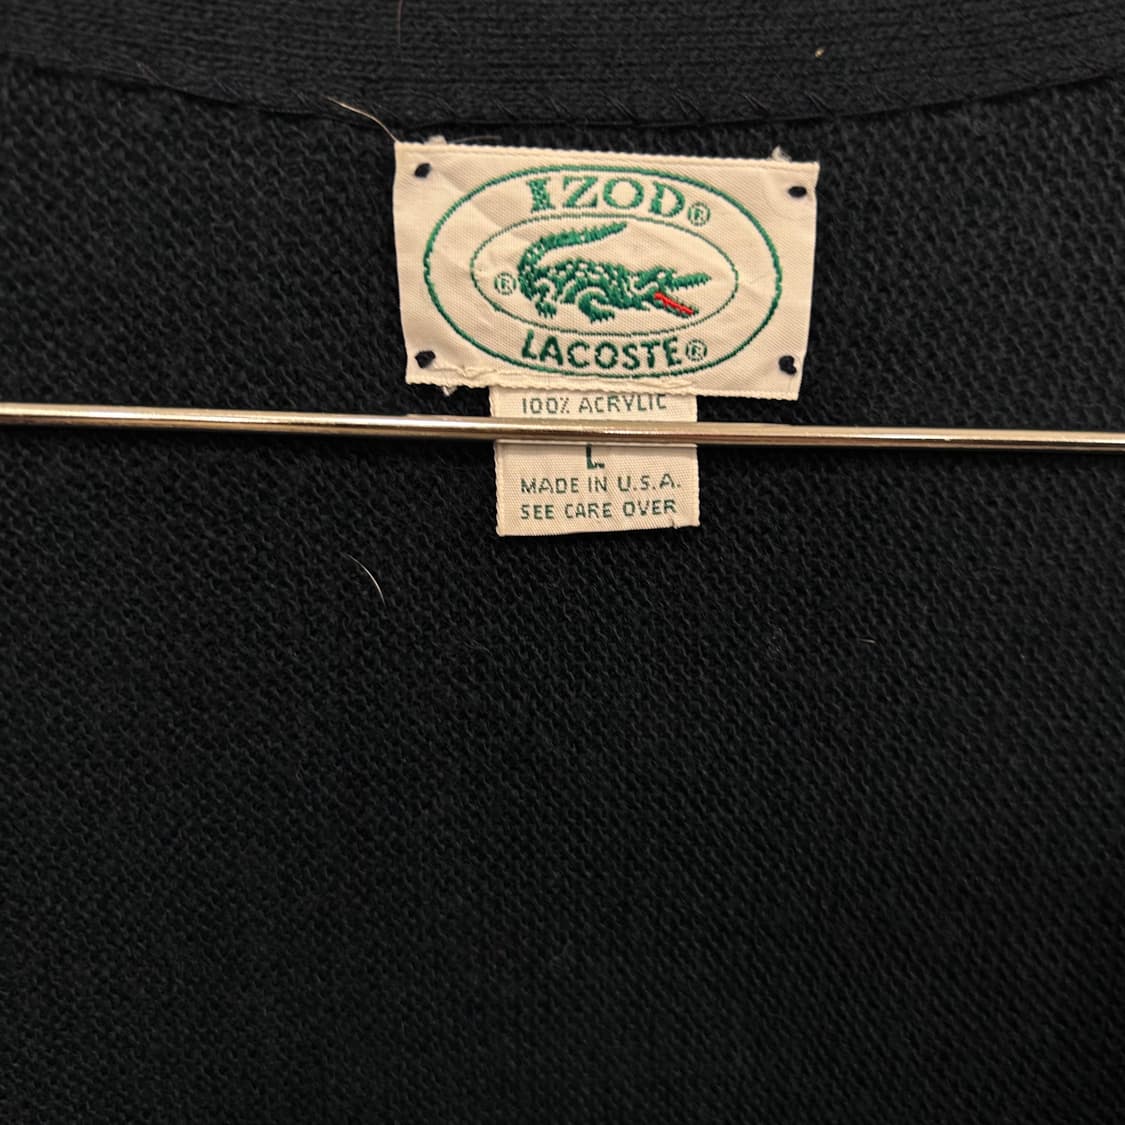 IZOD®
®
LACOSTE®
100% ACRYLIC
L
MADE IN U.S.A.
SEE CARE OVER